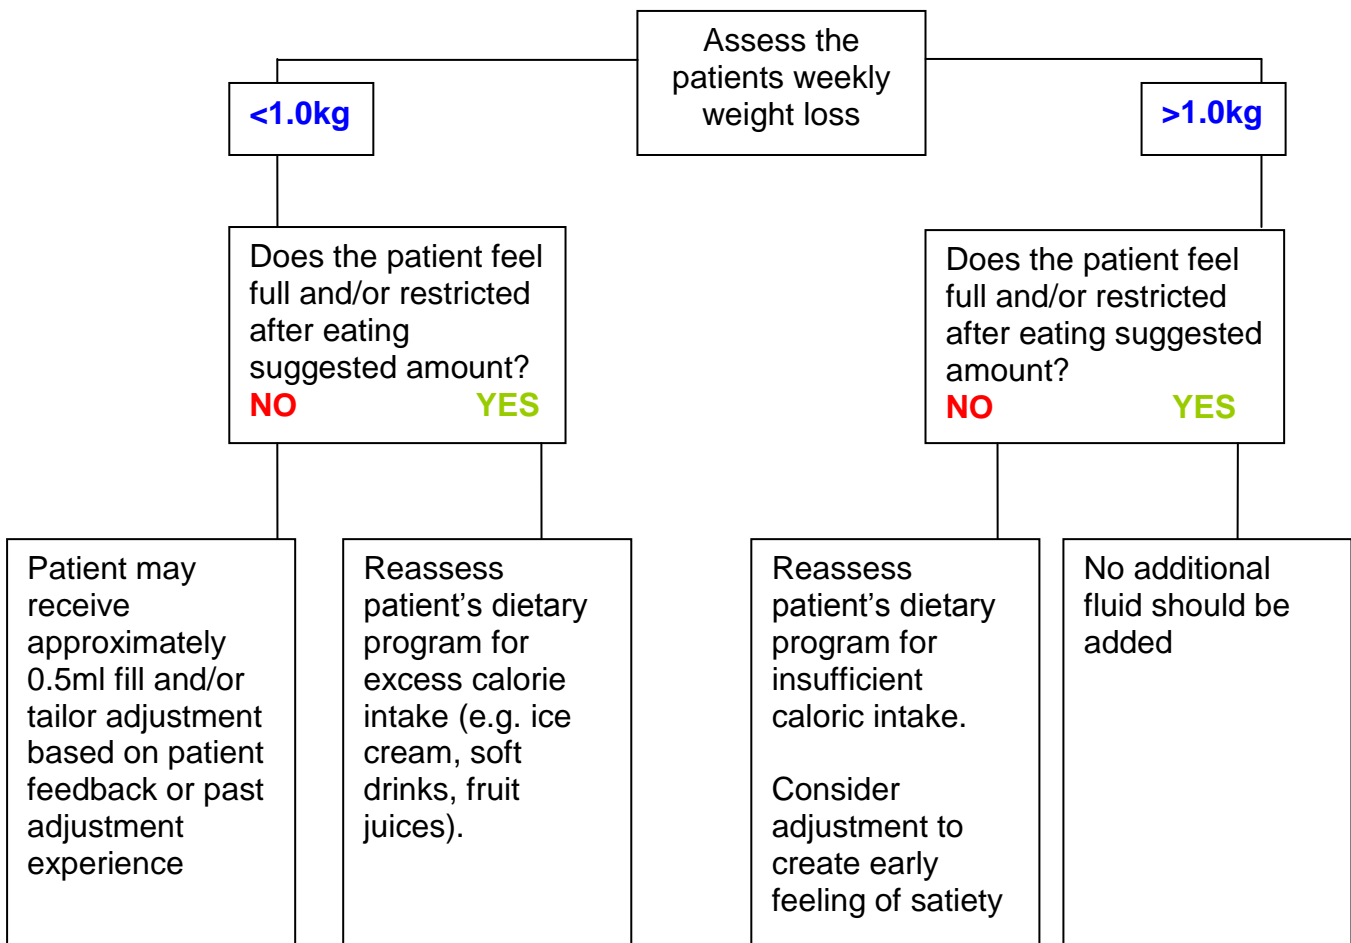 Assess the
patients weekly
weight loss
<1.0kg
>1.0kg
Does the patient feel
full and/or restricted
after eating
suggested amount?
NO YES
Does the patient feel
full and/or restricted
after eating suggested
amount?
NO YES
Patient may
receive
approximately
0.5ml fill and/or
tailor adjustment
based on patient
feedback or past
adjustment
experience
Reassess
patient’s dietary
program for
excess calorie
intake (e.g. ice
cream, soft
drinks, fruit
juices).
Reassess
patient’s dietary
program for
insufficient
caloric intake.
Consider
adjustment to
create early
feeling of satiety
No additional
fluid should be
added